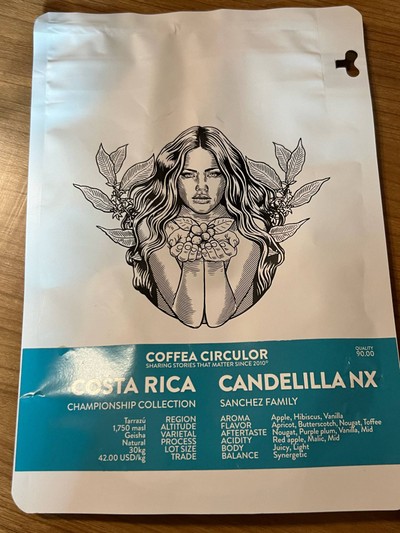 COFFEA CIRCULOR
SHARING STORIES THAT MATTER SINCE 2010®
QUALITY
90.00
COSTA RICA CANDELILLA NX
CHAMPIONSHIP COLLECTION SANCHEZ FAMILY
Tarrazú REGION
1,750 masl ALTITUDE
Geisha VARIETAL
Natural PROCESS
30kg LOT SIZE
42.00 USD/kg TRADE
AROMA Apple, Hibiscus, Vanilla
FLAVOR Apricot, Butterscotch, Nougat, Toffee
AFTERTASTE Nougat, Purple plum, Vanilla, Mid
ACIDITY Red apple, Malic, Mid
BODY Juicy, Light
BALANCE Synergetic